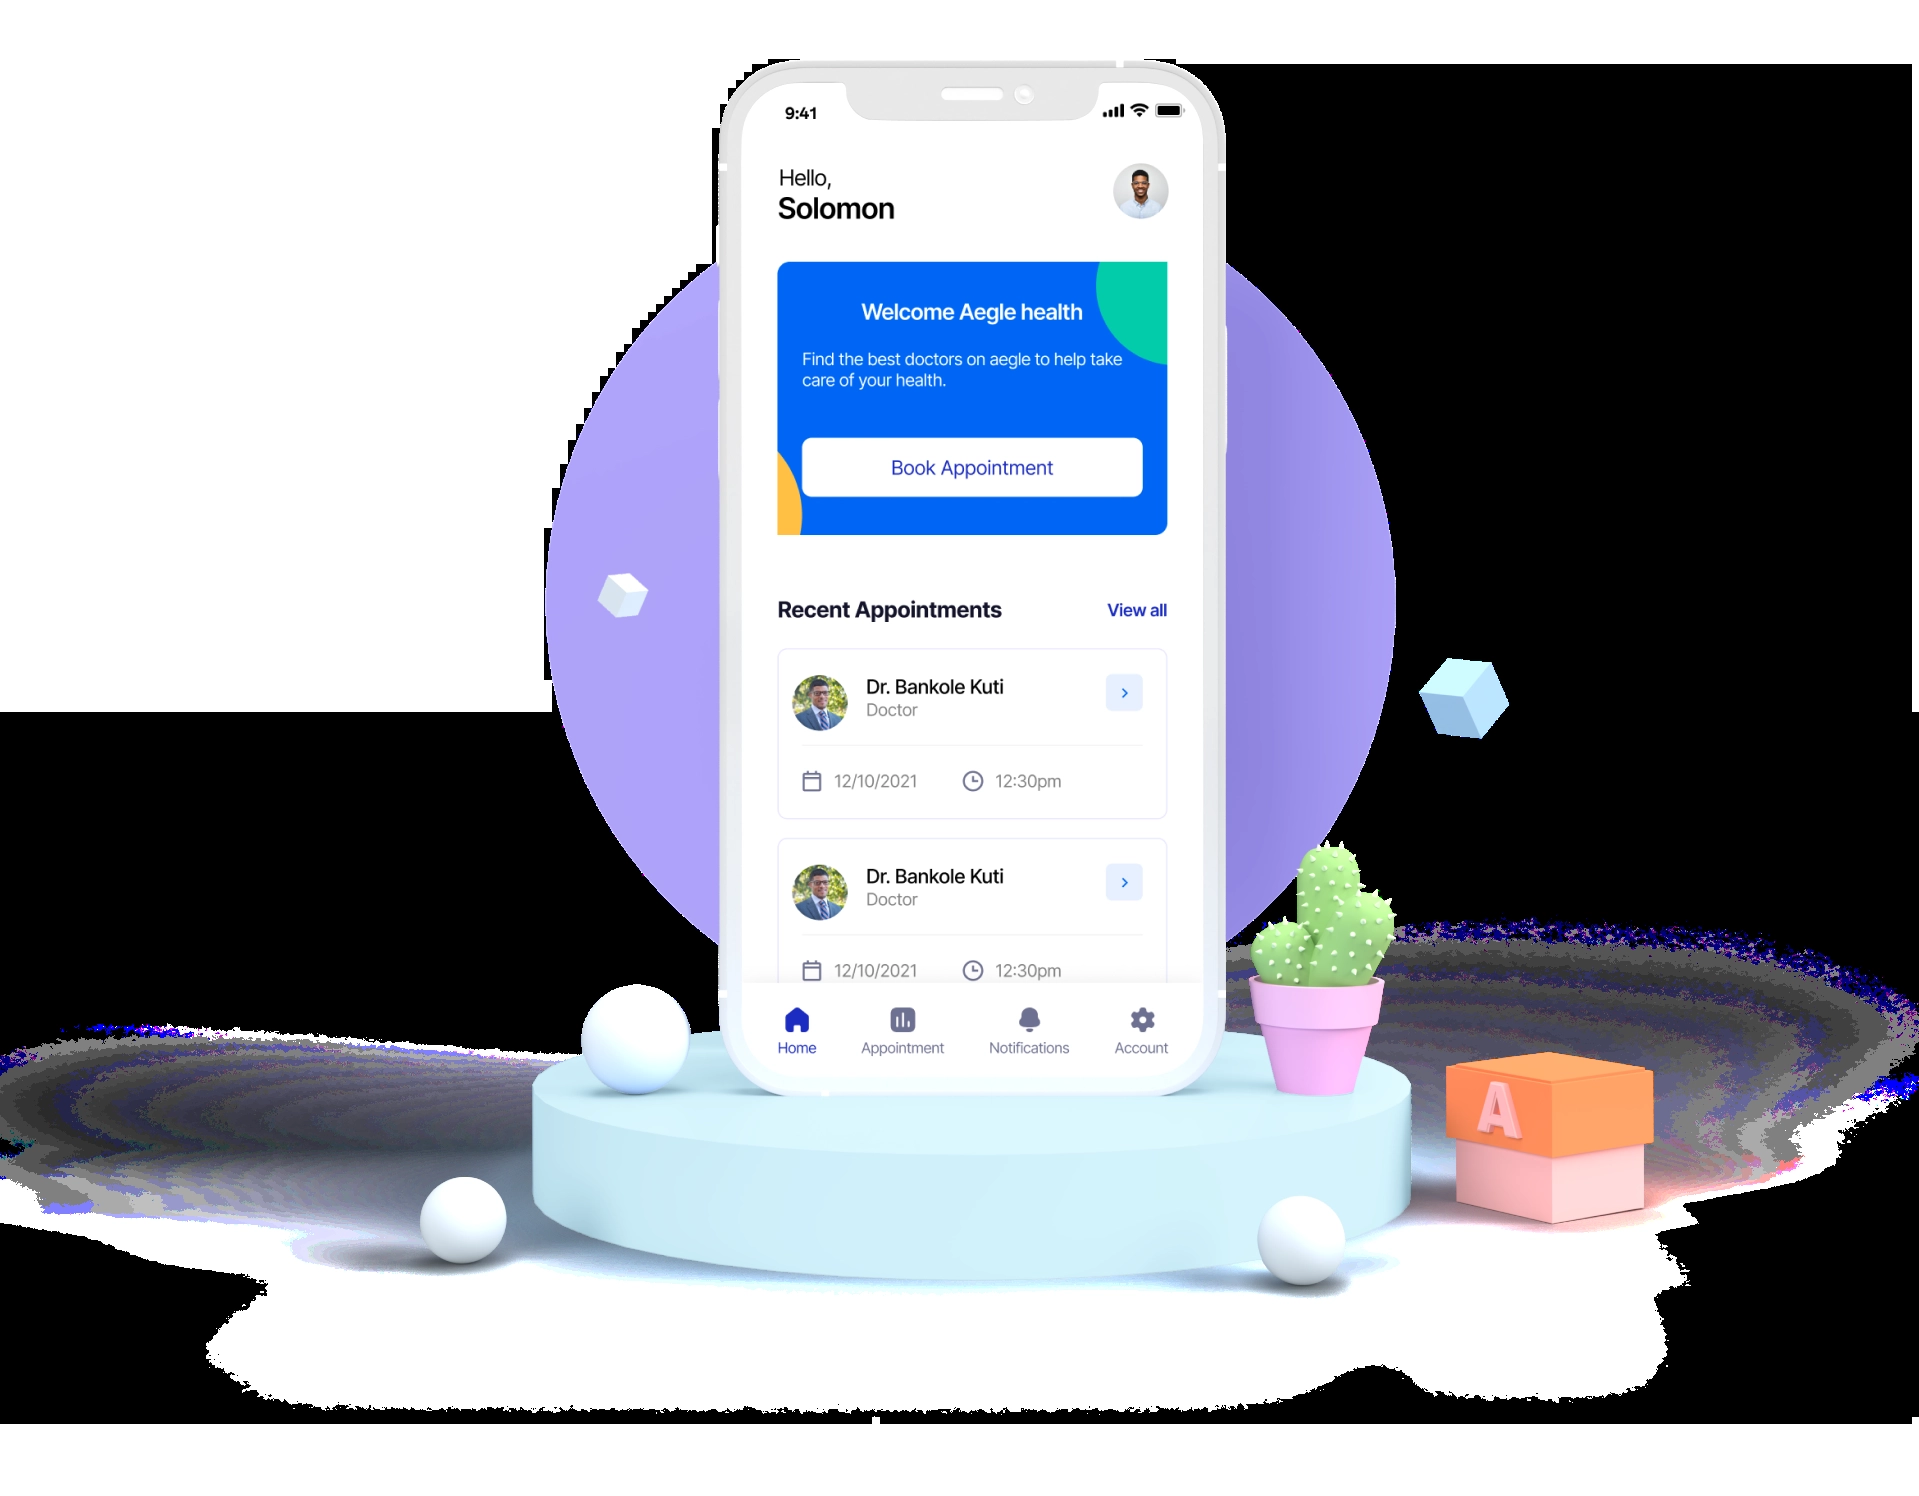 9:41
Hello,
Solomon
Welcome Aegle health
Find the best doctors on aegle to help take
care of your health.
Book Appointment
Recent Appointments
View all
Dr. Bankole Kuti
Doctor
12/10/2021
12:30pm
Dr. Bankole Kuti
Doctor
12/10/2021
12:30pm
Home
Appointment
Notifications
Account
A